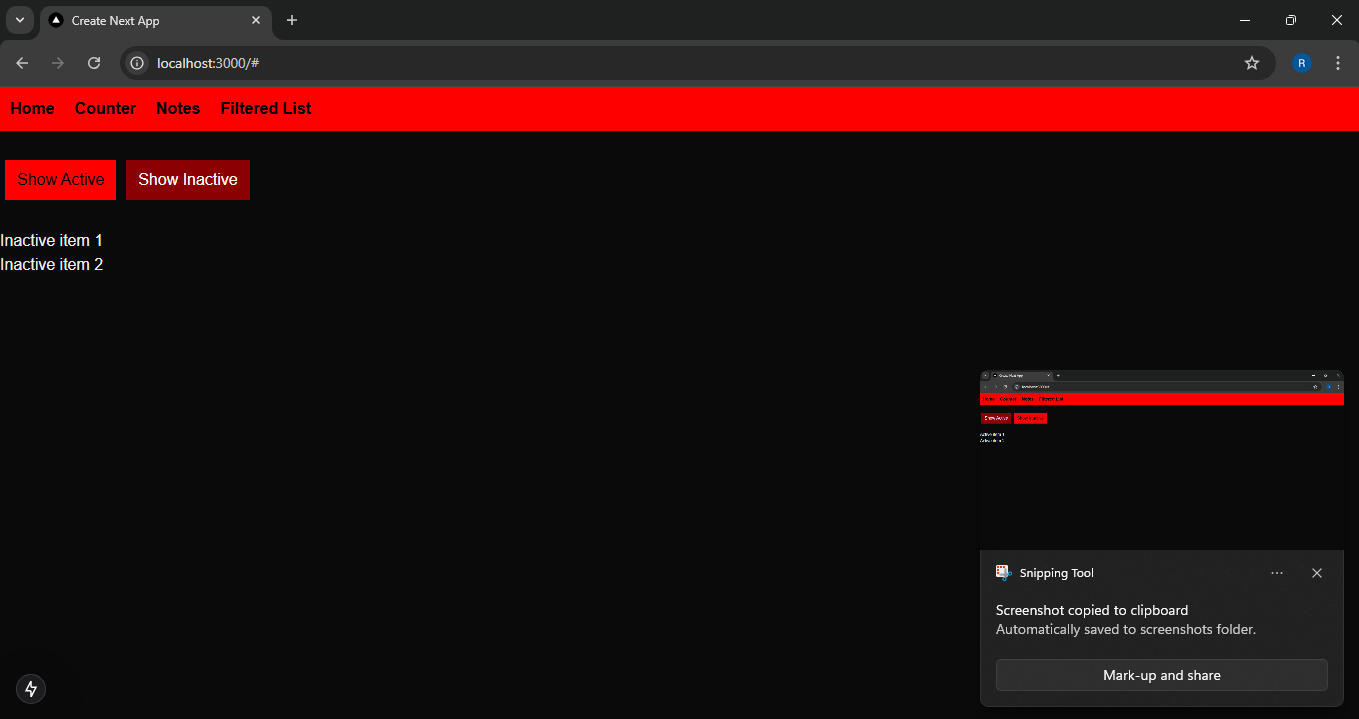 Create Next App
localhost:3000/#
R
Home Counter Notes Filtered List
Show Active Show Inactive
Inactive item 1
Inactive item 2
Snipping Tool
Screenshot copied to clipboard
Automatically saved to screenshots folder.
Mark-up and share